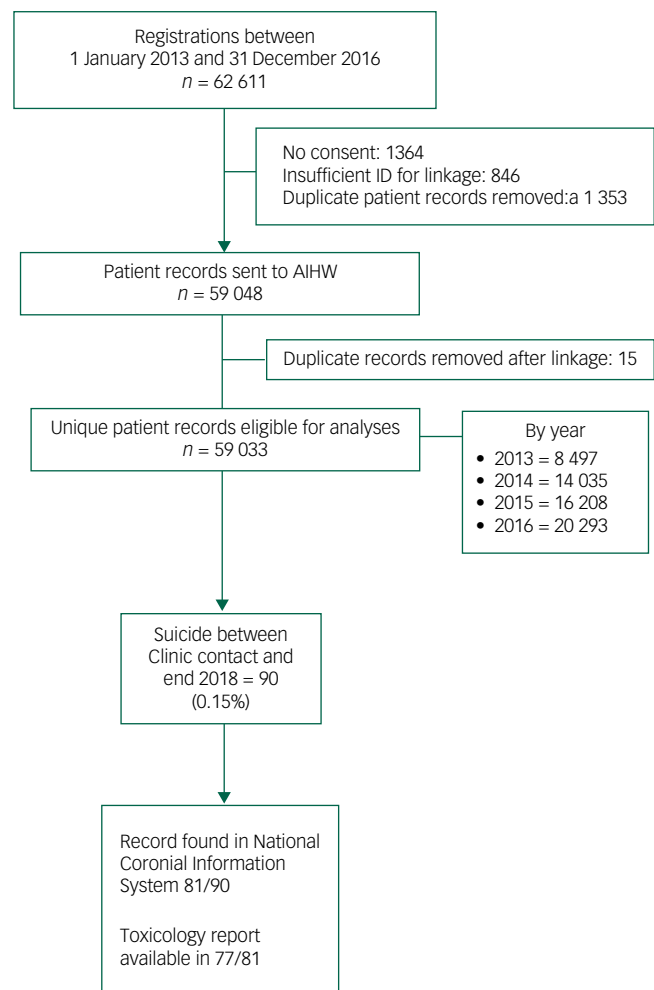 Registrations between
1 January 2013 and 31 December 2016
n = 62 611
No consent: 1364
Insufficient ID for linkage: 846
Duplicate patient records removed:a 1 353
Patient records sent to AIHW
n = 59 048
Duplicate records removed after linkage: 15
Unique patient records eligible for analyses
n = 59 033
By year
• 2013 = 8 497
• 2014 = 14 035
• 2015 = 16 208
• 2016 = 20 293
Suicide between
Clinic contact and
end 2018 = 90
(0.15%)
Record found in National
Coronial Information
System 81/90
Toxicology report
available in 77/81